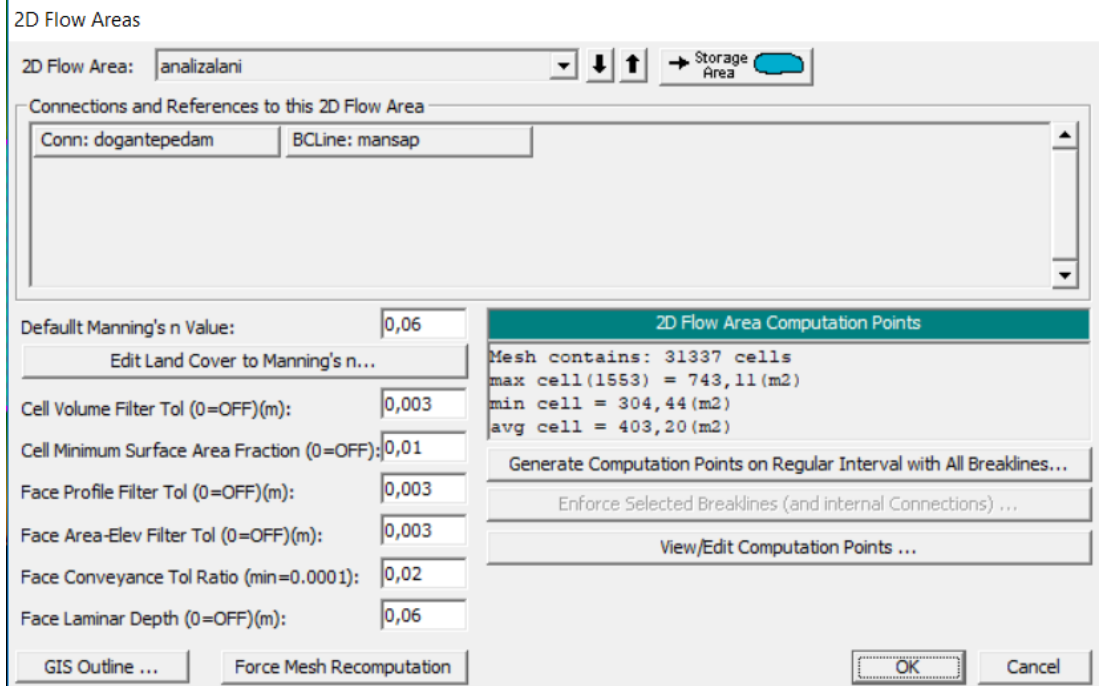 2D Flow Areas
2D Flow Area: analizalani Storage Area
Connections and References to this 2D Flow Area
Conn: dogantepedam BCLine: mansap
Defaullt Manning's n Value: 0,06
Edit Land Cover to Manning's n...
Cell Volume Filter Tol (0=OFF)(m): 0,003
Cell Minimum Surface Area Fraction (0=OFF): 0,01
Face Profile Filter Tol (0=OFF)(m): 0,003
Face Area-Elev Filter Tol (0=OFF)(m): 0,003
Face Conveyance Tol Ratio (min=0.0001): 0,02
Face Laminar Depth (0=OFF)(m): 0,06
2D Flow Area Computation Points
Mesh contains: 31337 cells
max cell(1553) = 743,11(m2)
min cell = 304,44(m2)
avg cell = 403,20(m2)
Generate Computation Points on Regular Interval with All Breaklines...
Enforce Selected Breaklines (and internal Connections) ...
View/Edit Computation Points ...
GIS Outline ... Force Mesh Recomputation OK Cancel